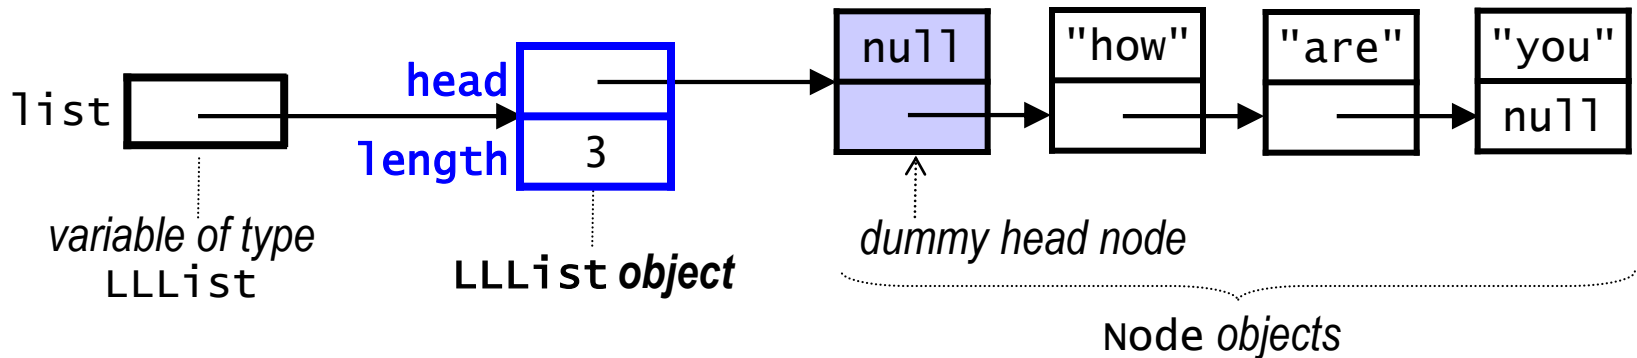 list
head
length
3
null
"how"
"are"
"you"
null
variable of type
LLList
LLList object
dummy head node
Node objects